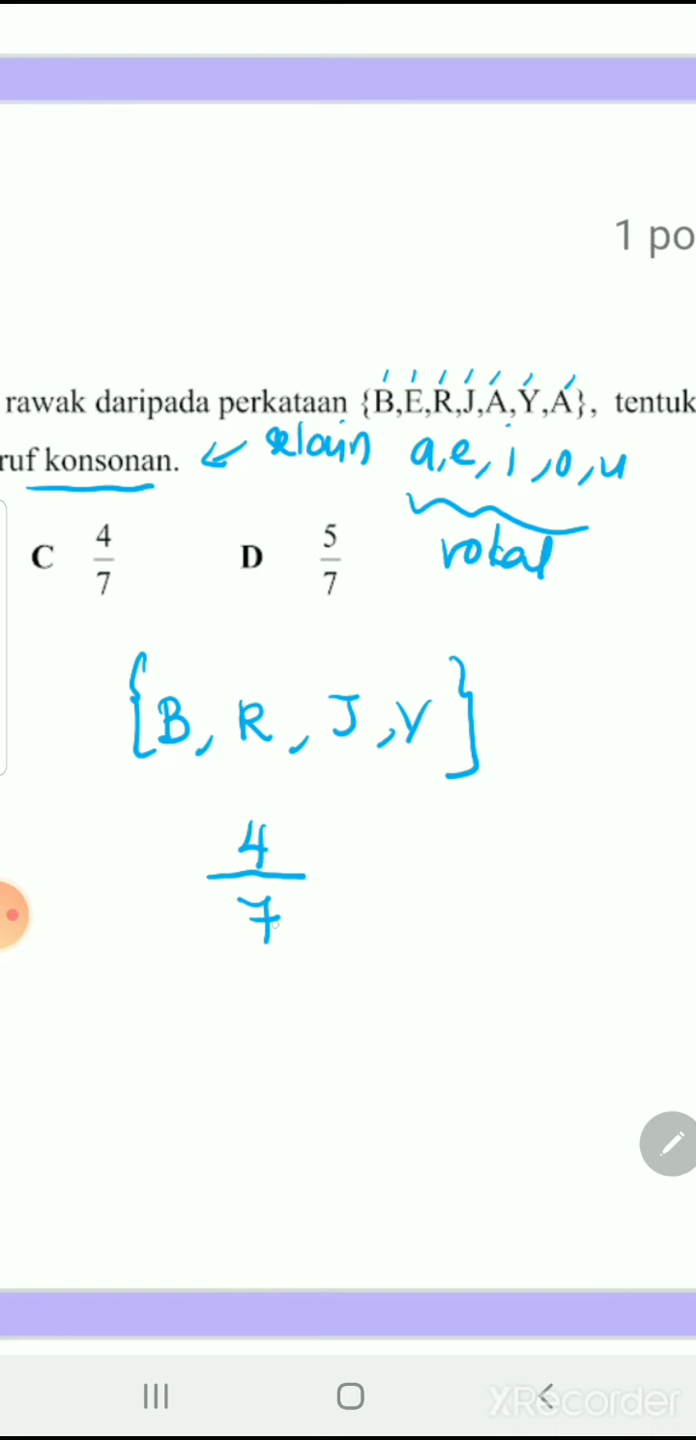 1 po
rawak daripada perkataan {B,E,R,J,A,Y,A}, tentuk
ruf konsonan. selain a,e,i,o,u
C 4/7 D 5/7 vokal
{B, R, J, Y}
4/7
XRecorder